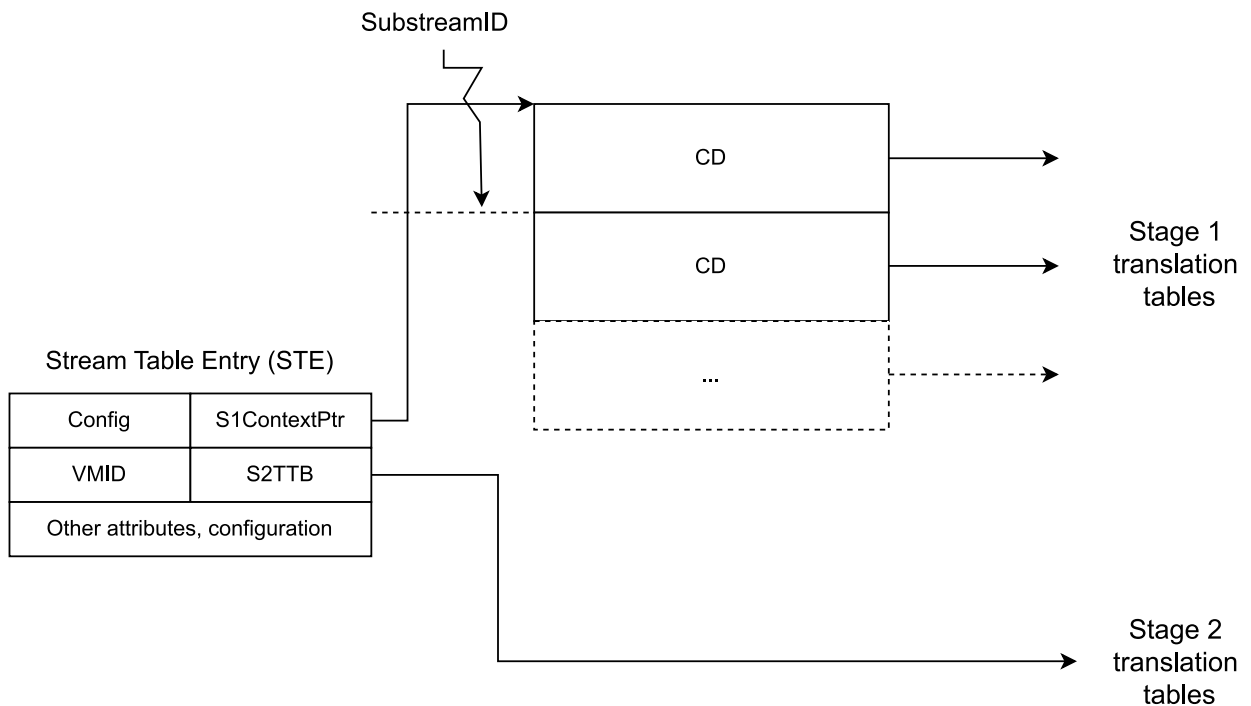 SubstreamID
CD
CD
...
Stage 1
translation
tables
Stream Table Entry (STE)
Config
S1ContextPtr
VMID
S2TTB
Other attributes, configuration
Stage 2
translation
tables